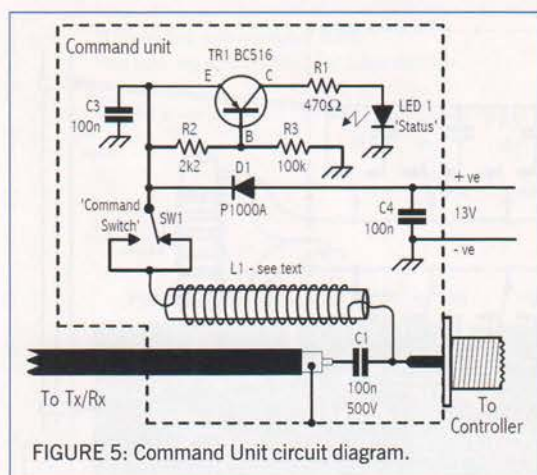 Command unit
TR1 BC516
E
C
R1
470Ω
C3
100n
LED 1
'Status'
R2
2k2
B
R3
100k
D1
P1000A
+ ve
'Command
Switch'
SW1
C4
100n
13V
- ve
L1 - see text
C1
100n
500V
To Tx/Rx
To
Controller
FIGURE 5: Command Unit circuit diagram.